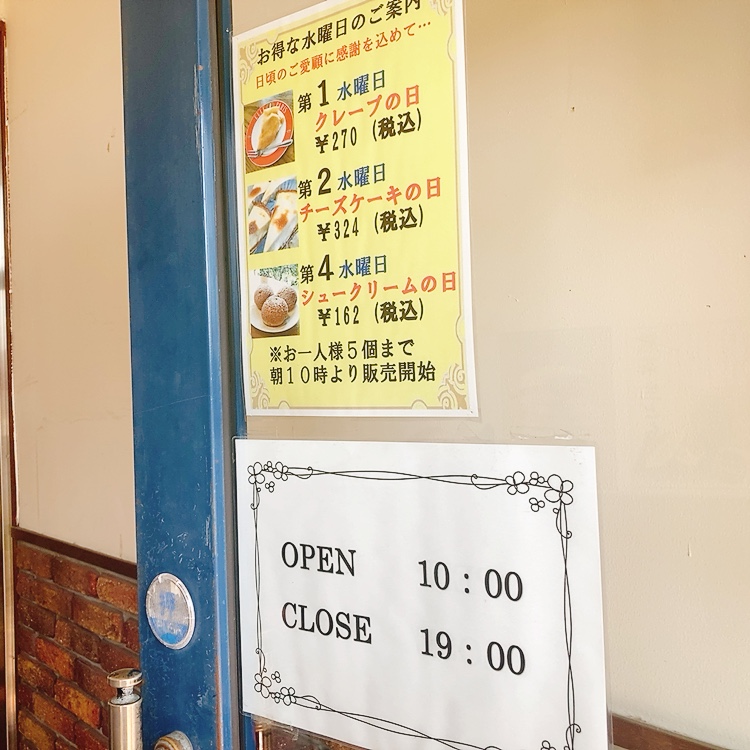 お得な水曜日のご案内
日頃のご愛顧に感謝を込めて…
第1水曜日
クレープの日
￥270 (税込)
第2水曜日
チーズケーキの日
￥324 (税込)
第4水曜日
シュークリームの日
￥162 (税込)
※お一人様5個まで
朝10時より販売開始
OPEN 10：00
CLOSE 19：00